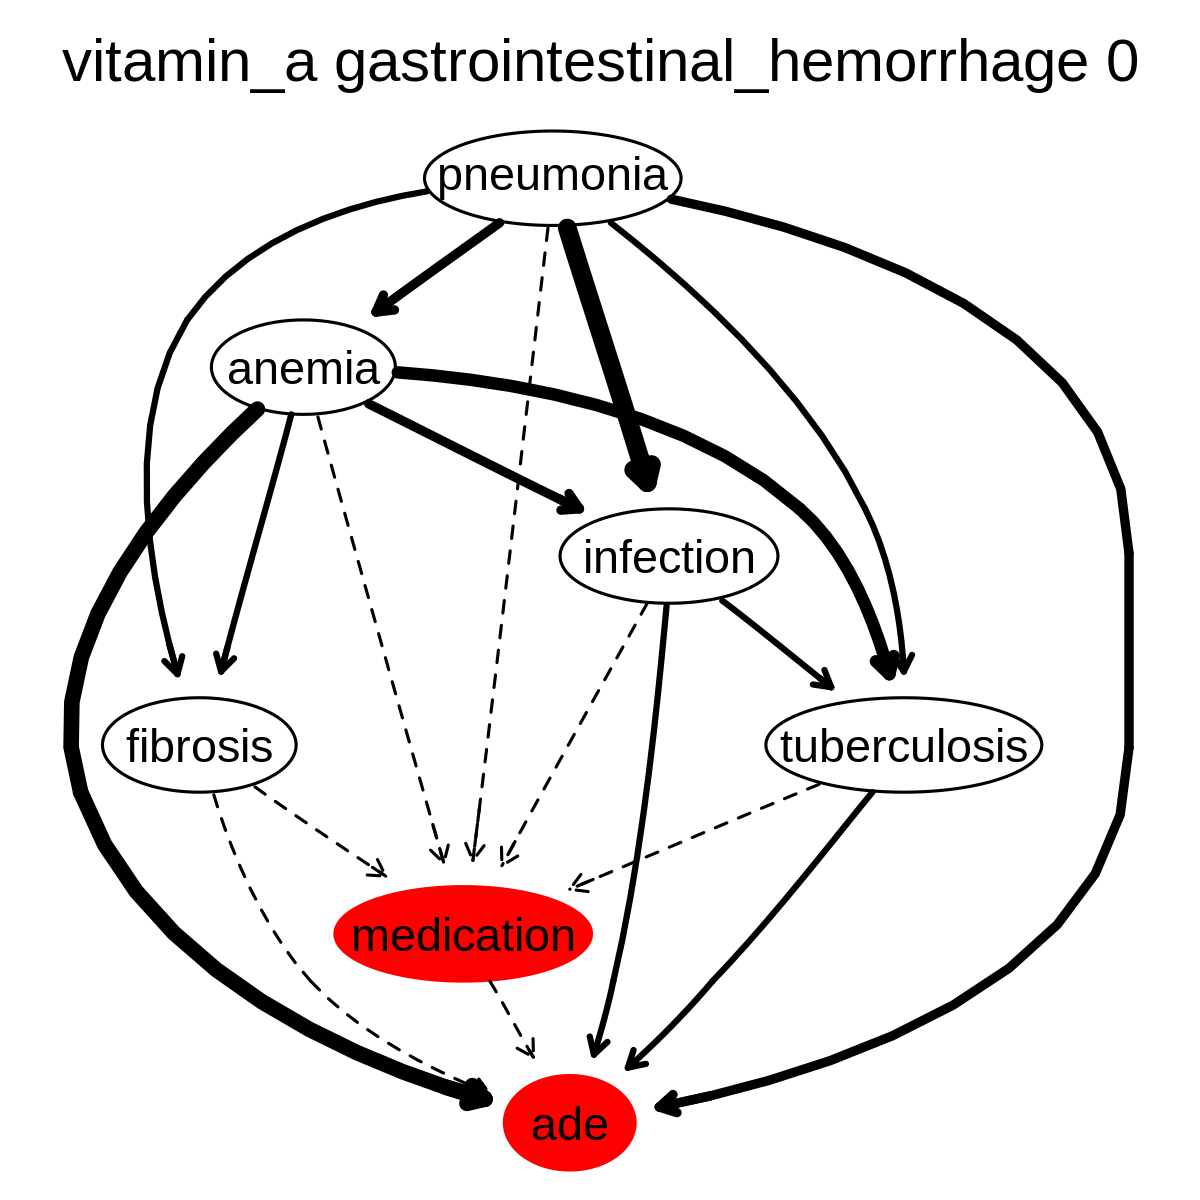 vitamin_a gastrointestinal_hemorrhage 0
pneumonia
anemia
infection
fibrosis
tuberculosis
medication
ade